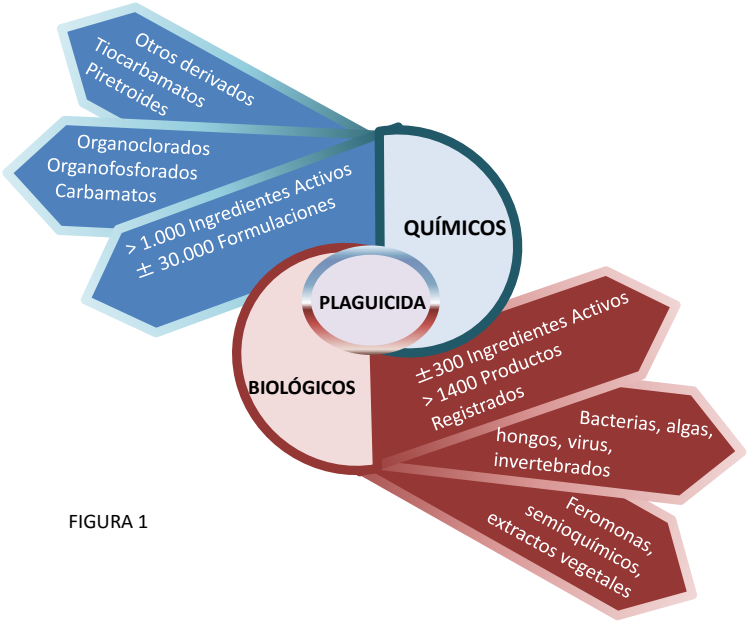 Otros derivados
Tiocarbamatos
Piretroides
Organoclorados
Organofosforados
Carbamatos
> 1.000 Ingredientes Activos
± 30.000 Formulaciones
QUÍMICOS
PLAGUICIDA
BIOLÓGICOS
±300 Ingredientes Activos
> 1400 Productos
Registrados
Bacterias, algas,
hongos, virus,
invertebrados
Feromonas,
semioquímicos,
extractos vegetales
FIGURA 1